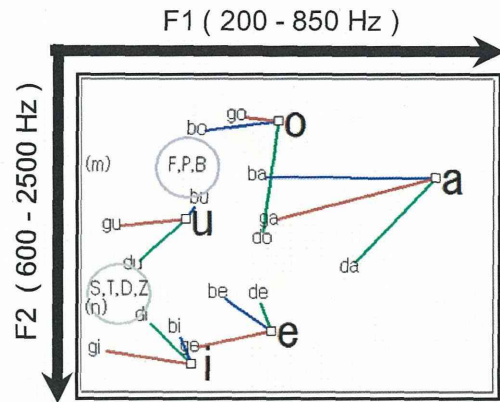 F1 ( 200 - 850 Hz )
F2 ( 600 - 2500 Hz )
go
o
bo
(m)
F,P,B
ba
a
bu
gu
u
ga
do
du
da
S,T,D,Z
(n)
di
be
de
bi
e
gi
ge
i